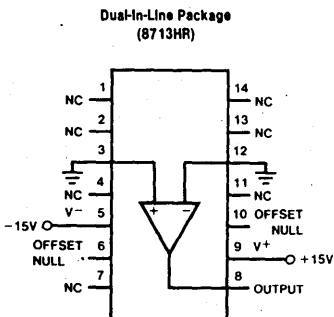 Dual-In-Line Package
(8713HR)
1
NC
14
NC
2
NC
13
NC
3
12
4
NC
11
NC
V-
-15V
5
10
OFFSET
NULL
OFFSET
NULL
6
9
V+
+15V
7
NC
8
OUTPUT
+
-